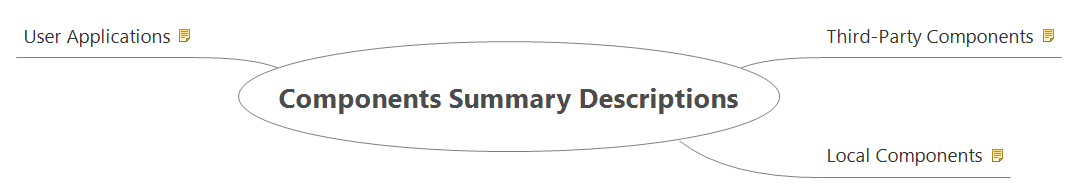 User Applications
Third-Party Components
Components Summary Descriptions
Local Components